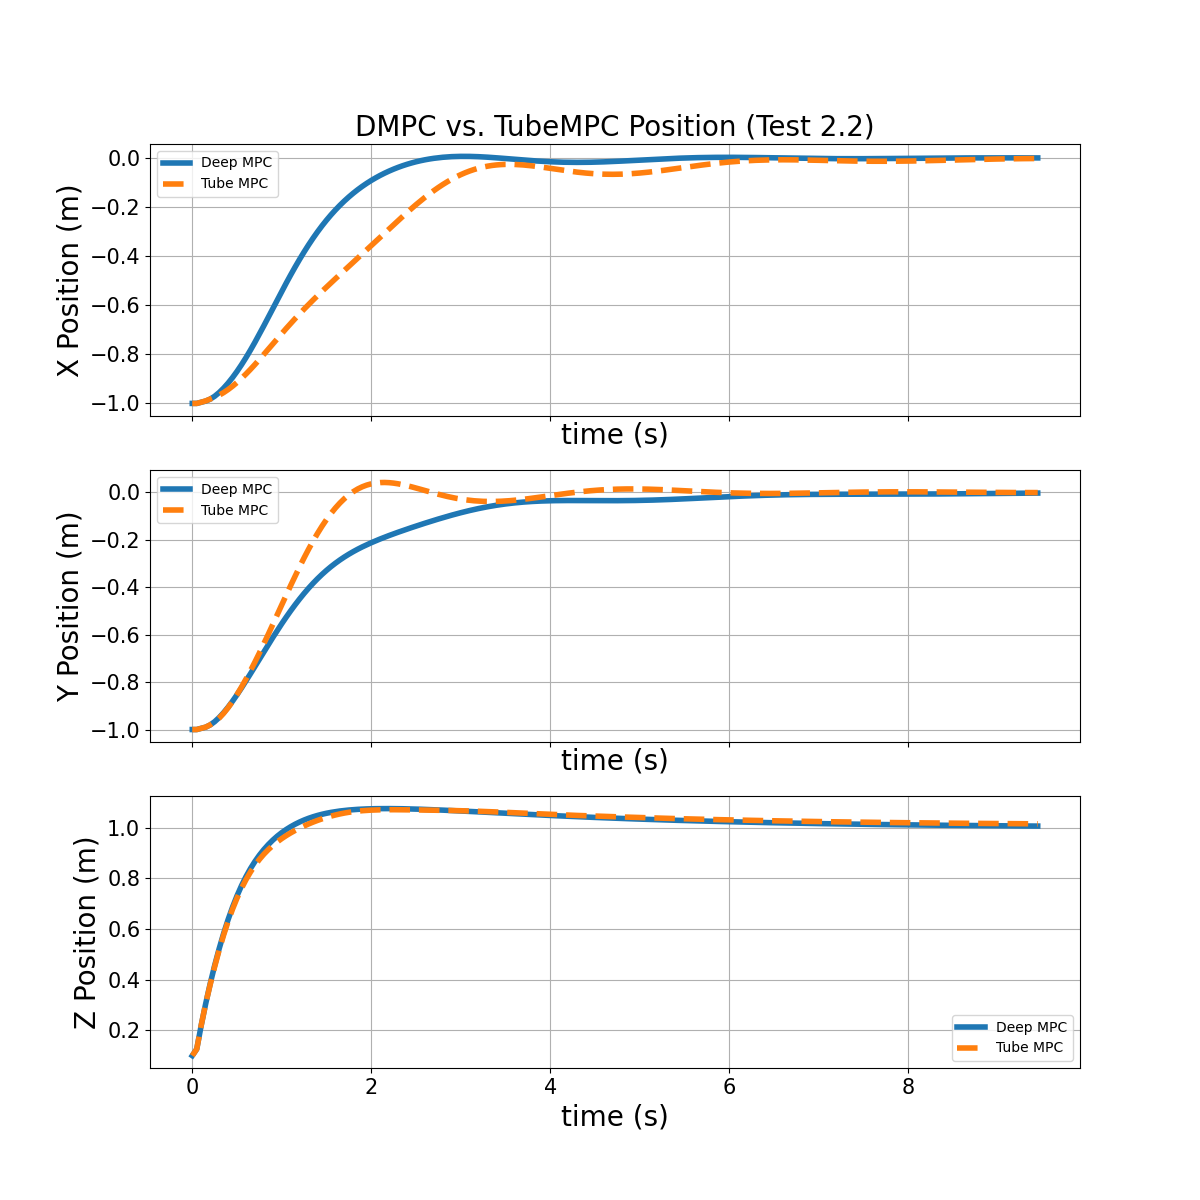 DMPC vs. TubeMPC Position (Test 2.2)
X Position (m)
0.0
−0.2
−0.4
−0.6
−0.8
−1.0
Deep MPC
Tube MPC
time (s)
Y Position (m)
0.0
−0.2
−0.4
−0.6
−0.8
−1.0
Deep MPC
Tube MPC
time (s)
Z Position (m)
1.0
0.8
0.6
0.4
0.2
Deep MPC
Tube MPC
0 2 4 6 8
time (s)